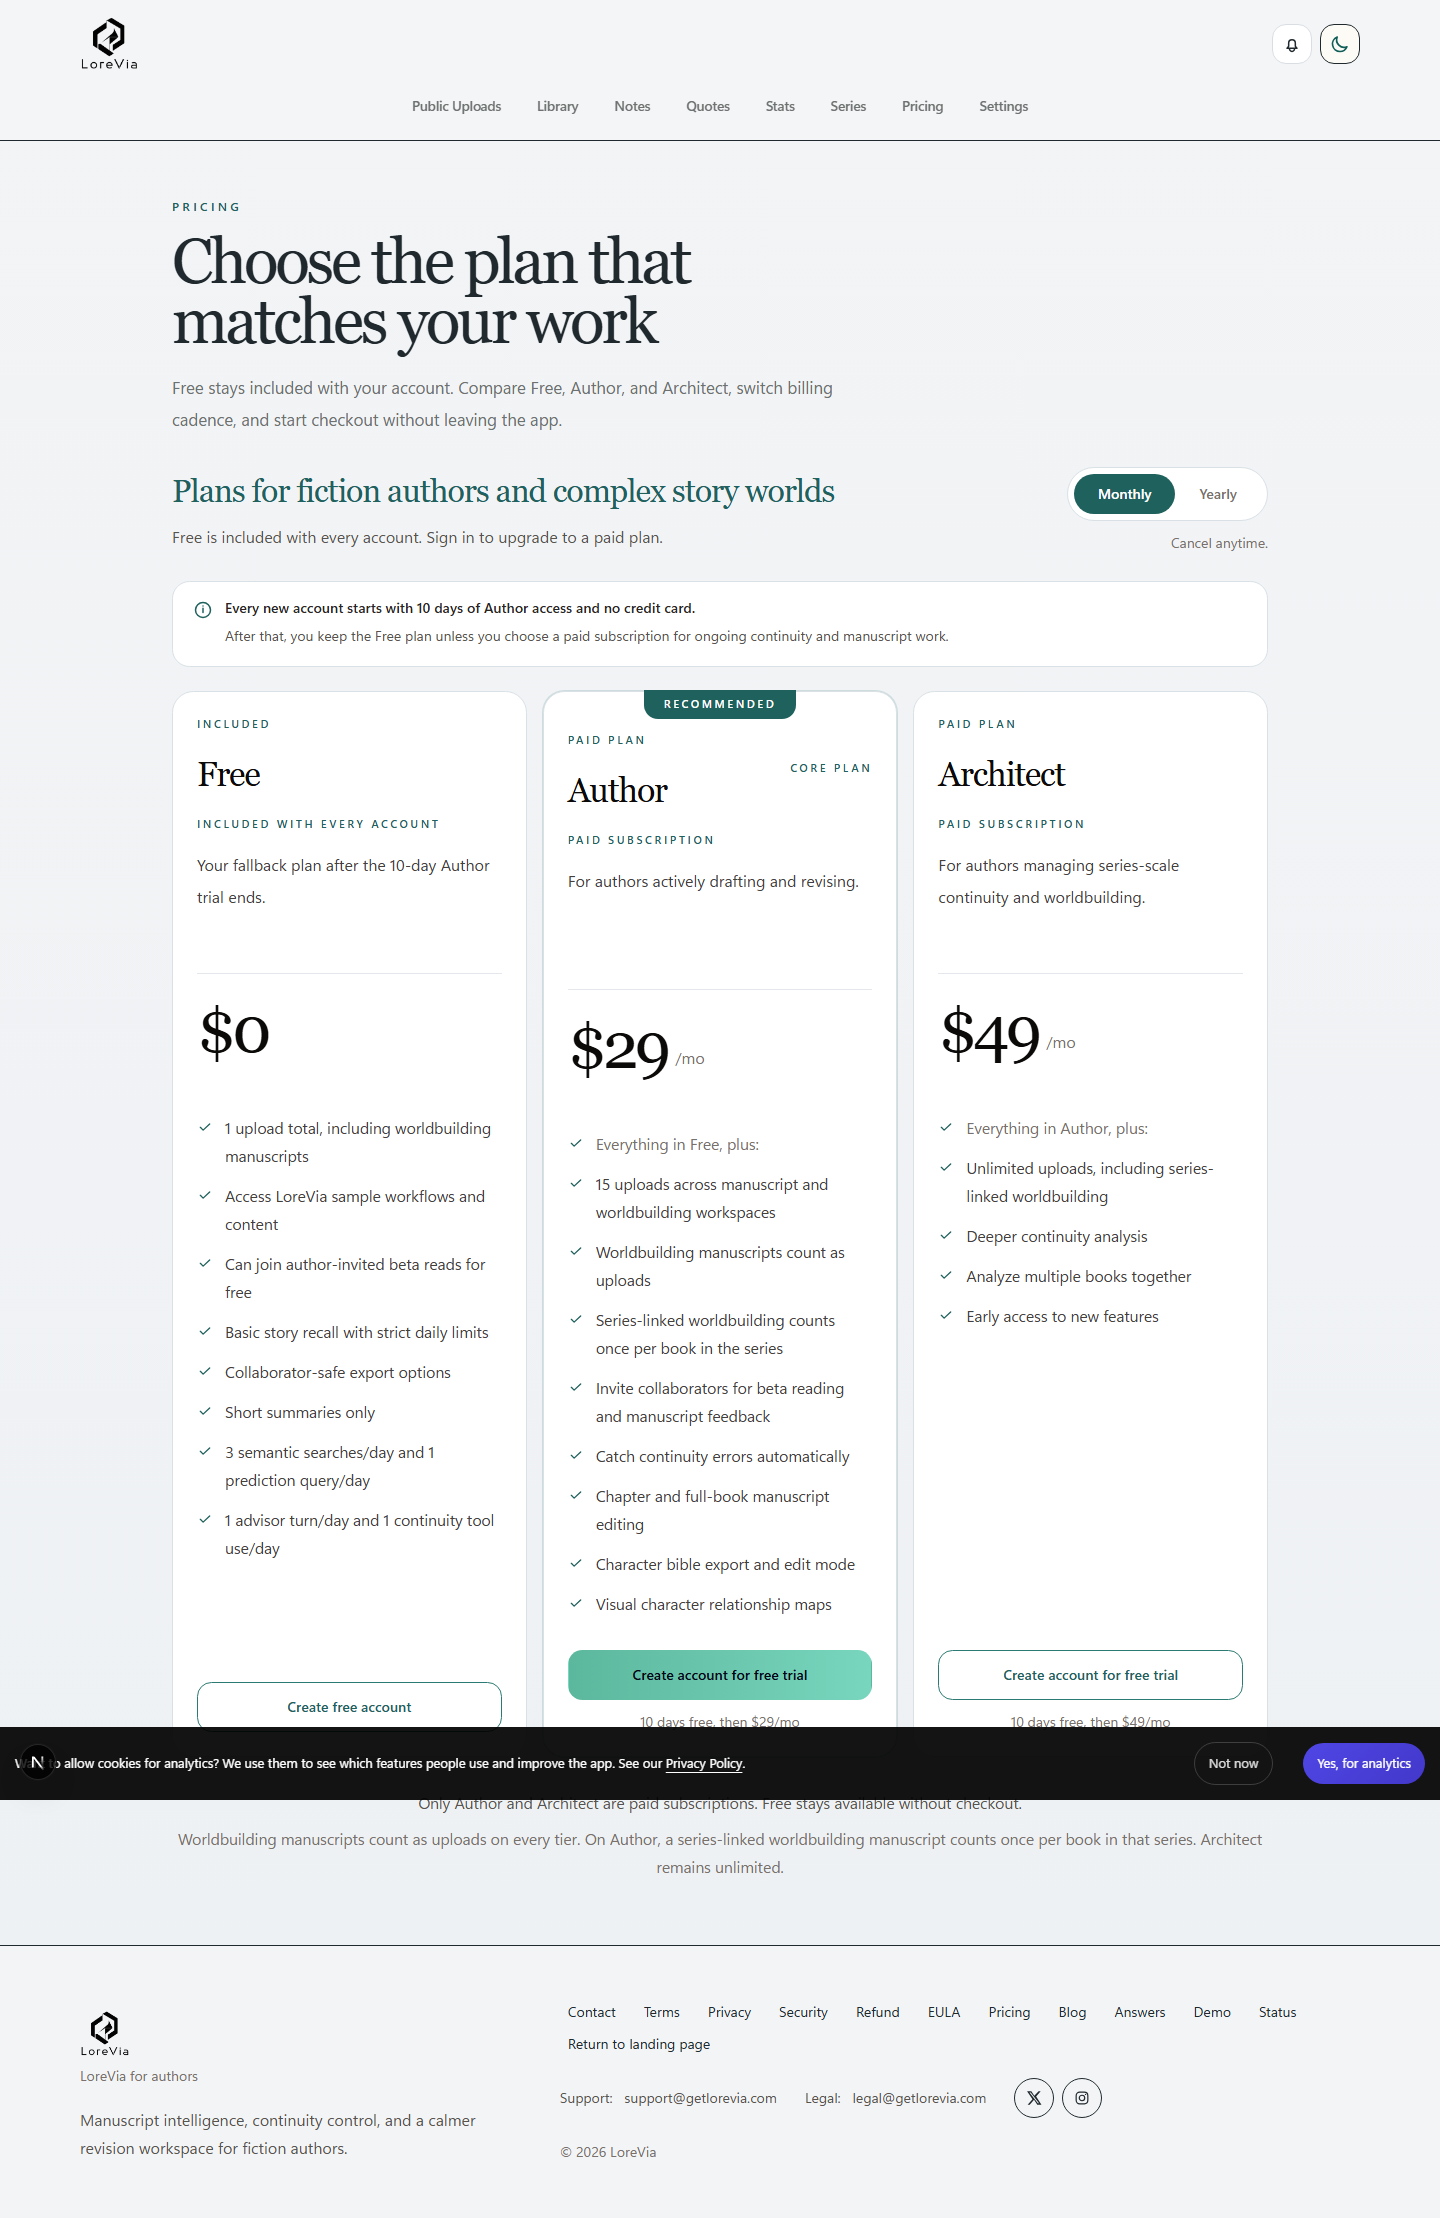 LoreVia
Public Uploads
Library
Notes
Quotes
Stats
Series
Pricing
Settings
PRICING
Choose the plan that
matches your work
Free stays included with your account. Compare Free, Author, and Architect, switch billing
cadence, and start checkout without leaving the app.
Plans for fiction authors and complex story worlds
Free is included with every account. Sign in to upgrade to a paid plan.
Monthly
Yearly
Cancel anytime.
Every new account starts with 10 days of Author access and no credit card.
After that, you keep the Free plan unless you choose a paid subscription for ongoing continuity and manuscript work.
INCLUDED
Free
INCLUDED WITH EVERY ACCOUNT
Your fallback plan after the 10-day Author
trial ends.
$0
1 upload total, including worldbuilding
manuscripts
Access LoreVia sample workflows and
content
Can join author-invited beta reads for
free
Basic story recall with strict daily limits
Collaborator-safe export options
Short summaries only
3 semantic searches/day and 1
prediction query/day
1 advisor turn/day and 1 continuity tool
use/day
Create free account
RECOMMENDED
PAID PLAN
Author
CORE PLAN
PAID SUBSCRIPTION
For authors actively drafting and revising.
$29 /mo
Everything in Free, plus:
15 uploads across manuscript and
worldbuilding workspaces
Worldbuilding manuscripts count as
uploads
Series-linked worldbuilding counts
once per book in the series
Invite collaborators for beta reading
and manuscript feedback
Catch continuity errors automatically
Chapter and full-book manuscript
editing
Character bible export and edit mode
Visual character relationship maps
Create account for free trial
10 days free, then $29/mo
PAID PLAN
Architect
PAID SUBSCRIPTION
For authors managing series-scale
continuity and worldbuilding.
$49 /mo
Everything in Author, plus:
Unlimited uploads, including series-
linked worldbuilding
Deeper continuity analysis
Analyze multiple books together
Early access to new features
Create account for free trial
10 days free, then $49/mo
N
to allow cookies for analytics? We use them to see which features people use and improve the app. See our Privacy Policy.
Not now
Yes, for analytics
Only Author and Architect are paid subscriptions. Free stays available without checkout.
Worldbuilding manuscripts count as uploads on every tier. On Author, a series-linked worldbuilding manuscript counts once per book in that series. Architect
remains unlimited.
LoreVia
LoreVia for authors
Manuscript intelligence, continuity control, and a calmer
revision workspace for fiction authors.
Contact
Terms
Privacy
Security
Refund
EULA
Pricing
Blog
Answers
Demo
Status
Return to landing page
Support: support@getlorevia.com
Legal: legal@getlorevia.com
© 2026 LoreVia